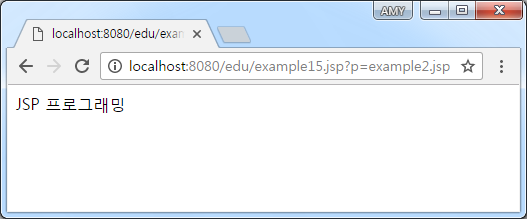 AMY
localhost:8080/edu/exam
localhost:8080/edu/example15.jsp?p=example2.jsp
JSP 프로그래밍